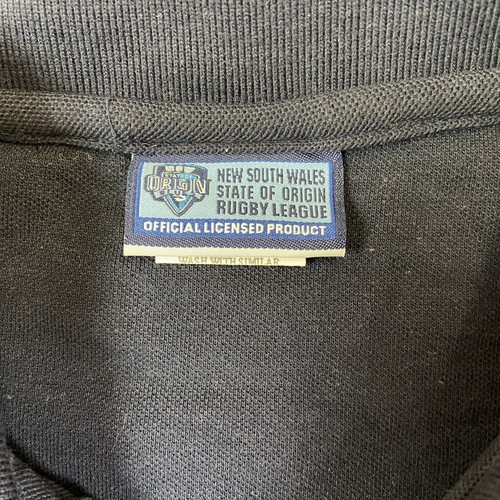 ORIGIN
NEW SOUTH WALES
STATE OF ORIGIN
RUGBY LEAGUE
OFFICIAL LICENSED PRODUCT
WASH WITH SIMILAR